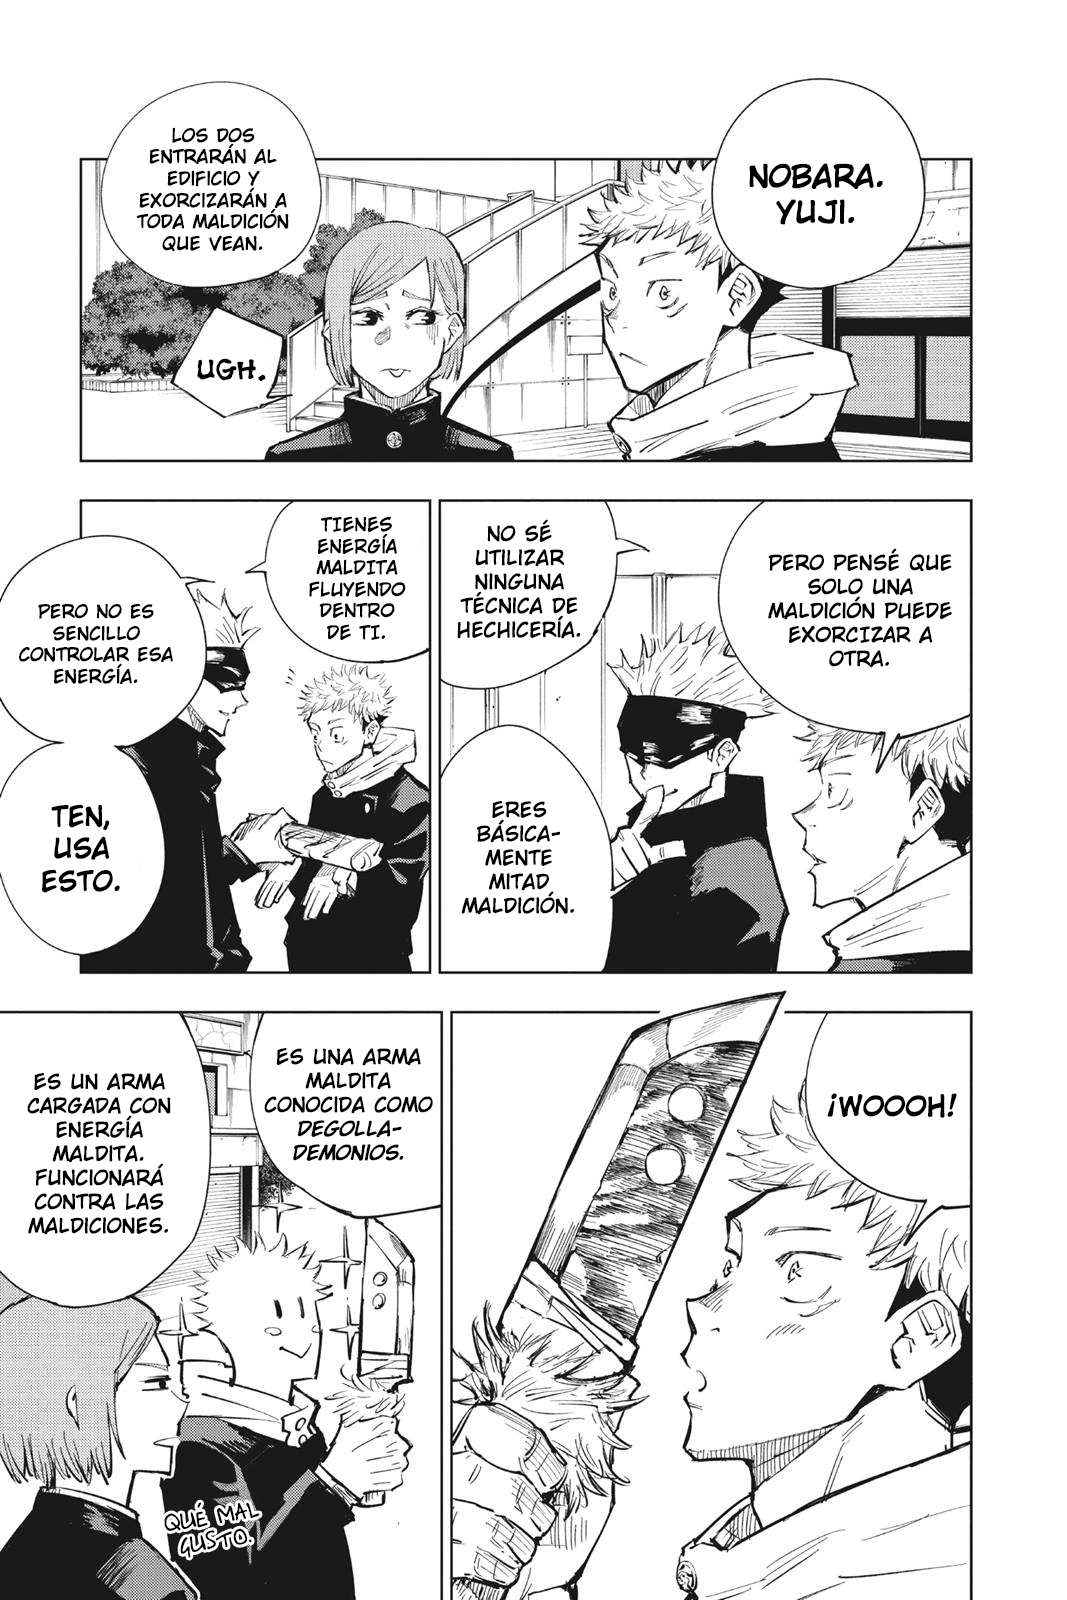 NOBARA.
YUJI.
LOS DOS
ENTRARÁN AL
EDIFICIO Y
EXORCIZARÁN A
TODA MALDICIÓN
QUE VEAN.
UGH.
PERO PENSÉ QUE
SOLO UNA
MALDICIÓN PUEDE
EXORCIZAR A
OTRA.
NO SÉ
UTILIZAR
NINGUNA
TÉCNICA DE
HECHICERÍA.
ERES
BÁSICA-
MENTE
MITAD
MALDICIÓN.
TIENES
ENERGÍA
MALDITA
FLUYENDO
DENTRO
DE TI.
PERO NO ES
SENCILLO
CONTROLAR ESA
ENERGÍA.
TEN,
USA
ESTO.
¡WOOOH!
ES UNA ARMA
MALDITA
CONOCIDA COMO
DEGOLLA-
DEMONIOS.
ES UN ARMA
CARGADA CON
ENERGÍA
MALDITA.
FUNCIONARÁ
CONTRA LAS
MALDICIONES.
QUÉ MAL
GUSTO.